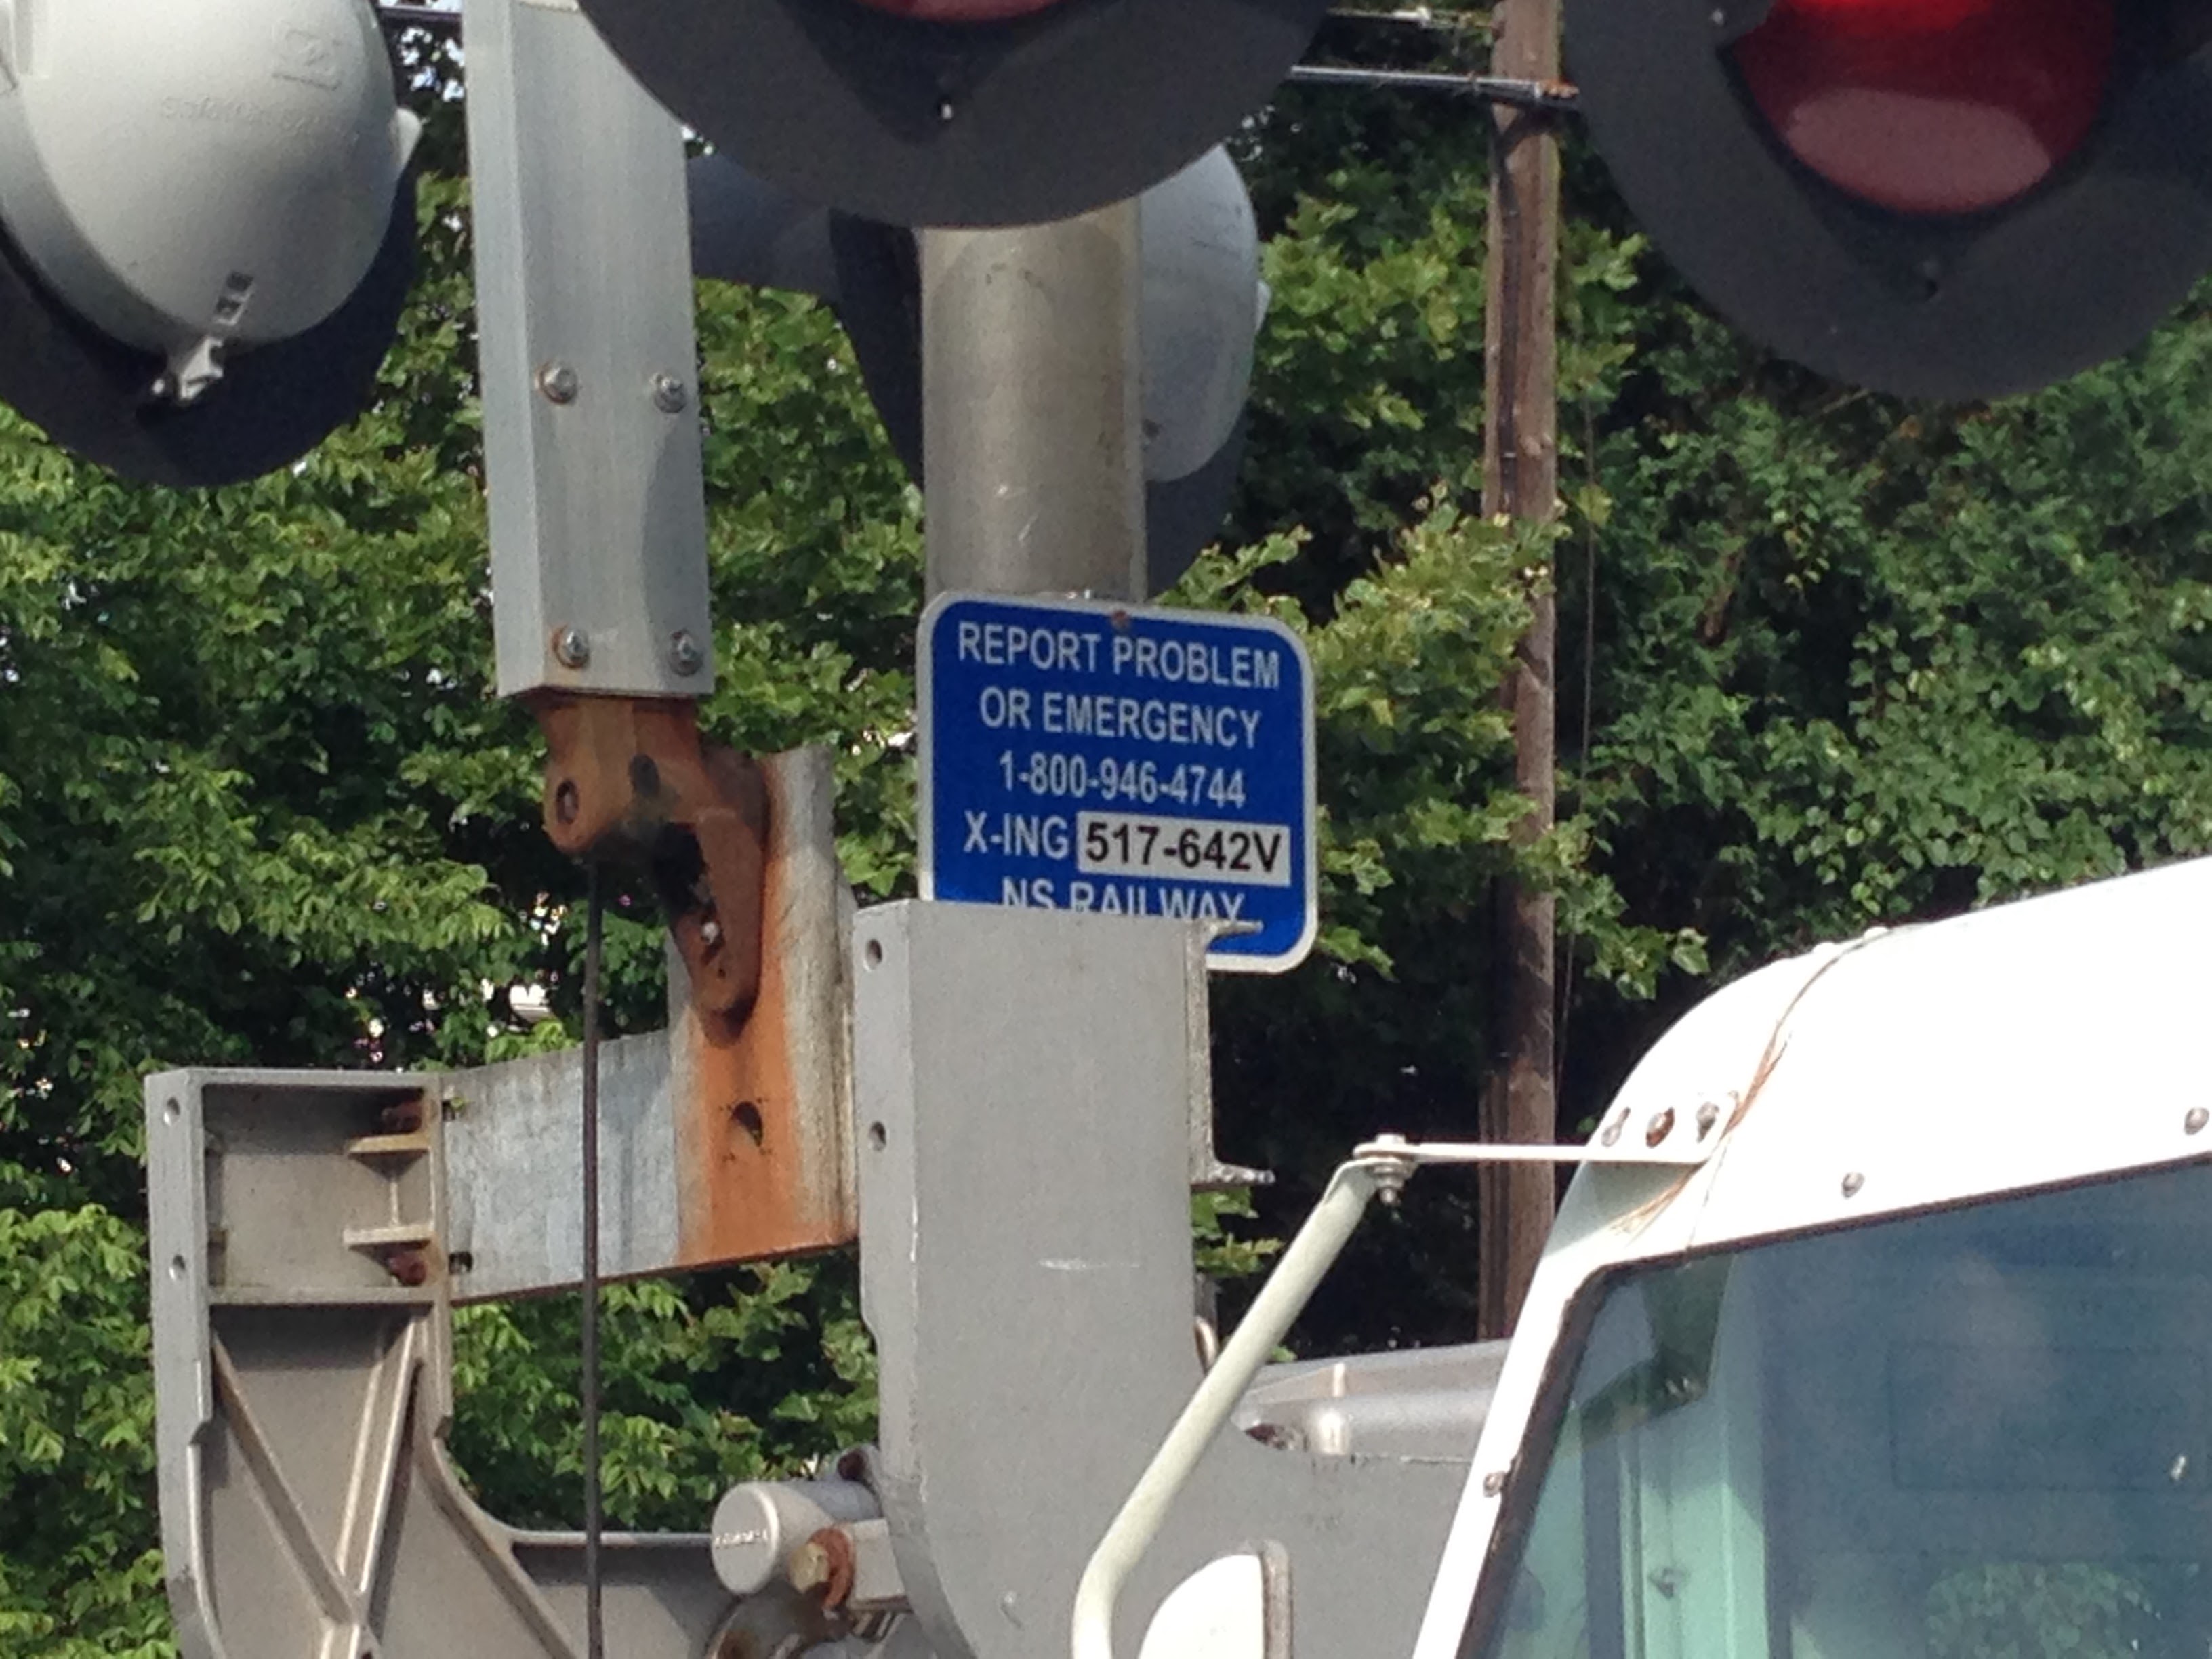 REPORT PROBLEM
OR EMERGENCY
1-800-946-4744
X-ING 517-642V
NS RAILWAY